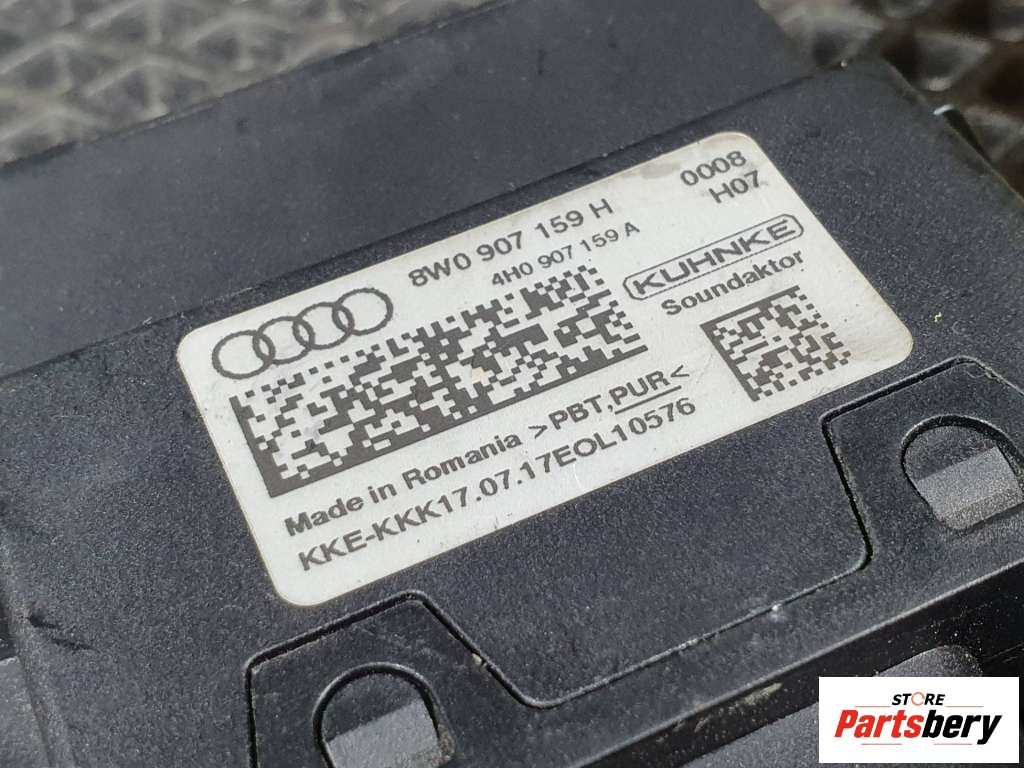 8W0 907 159 H
4H0 907 159 A
0008
H07
KUHNKE
Soundaktor
Made in Romania >PBT,PUR<
KKE-KKK17.07.17EOL10576
STORE
Partsbery